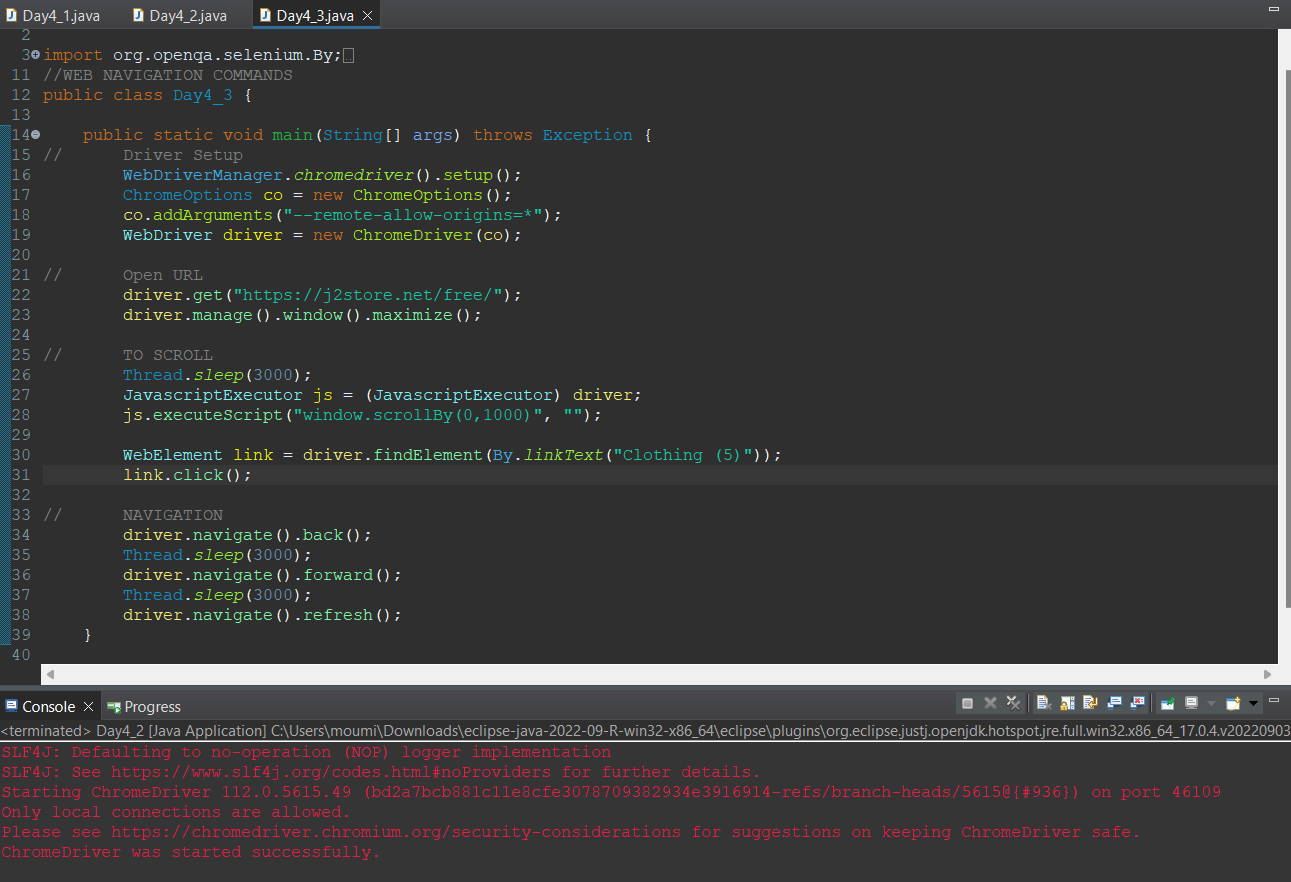 Day4_1.java Day4_2.java Day4_3.java
2
3 import org.openqa.selenium.By;
11 //WEB NAVIGATION COMMANDS
12 public class Day4_3 {
13
14 public static void main(String[] args) throws Exception {
15 // Driver Setup
16 WebDriverManager.chromedriver().setup();
17 ChromeOptions co = new ChromeOptions();
18 co.addArguments("--remote-allow-origins=*");
19 WebDriver driver = new ChromeDriver(co);
20
21 // Open URL
22 driver.get("https://j2store.net/free/");
23 driver.manage().window().maximize();
24
25 // TO SCROLL
26 Thread.sleep(3000);
27 JavascriptExecutor js = (JavascriptExecutor) driver;
28 js.executeScript("window.scrollBy(0,1000)", "");
29
30 WebElement link = driver.findElement(By.linkText("Clothing (5)"));
31 link.click();
32
33 // NAVIGATION
34 driver.navigate().back();
35 Thread.sleep(3000);
36 driver.navigate().forward();
37 Thread.sleep(3000);
38 driver.navigate().refresh();
39 }
40
Console Progress
<terminated> Day4_2 [Java Application] C:\Users\moumi\Downloads\eclipse-java-2022-09-R-win32-x86_64\eclipse\plugins\org.eclipse.justj.openjdk.hotspot.jre.full.win32.x86_64_17.0.4.v20220903
SLF4J: Defaulting to no-operation (NOP) logger implementation
SLF4J: See https://www.slf4j.org/codes.html#noProviders for further details.
Starting ChromeDriver 112.0.5615.49 (bd2a7bcb881c11e8cfe3078709382934e3916914-refs/branch-heads/5615@{#936}) on port 46109
Only local connections are allowed.
Please see https://chromedriver.chromium.org/security-considerations for suggestions on keeping ChromeDriver safe.
ChromeDriver was started successfully.